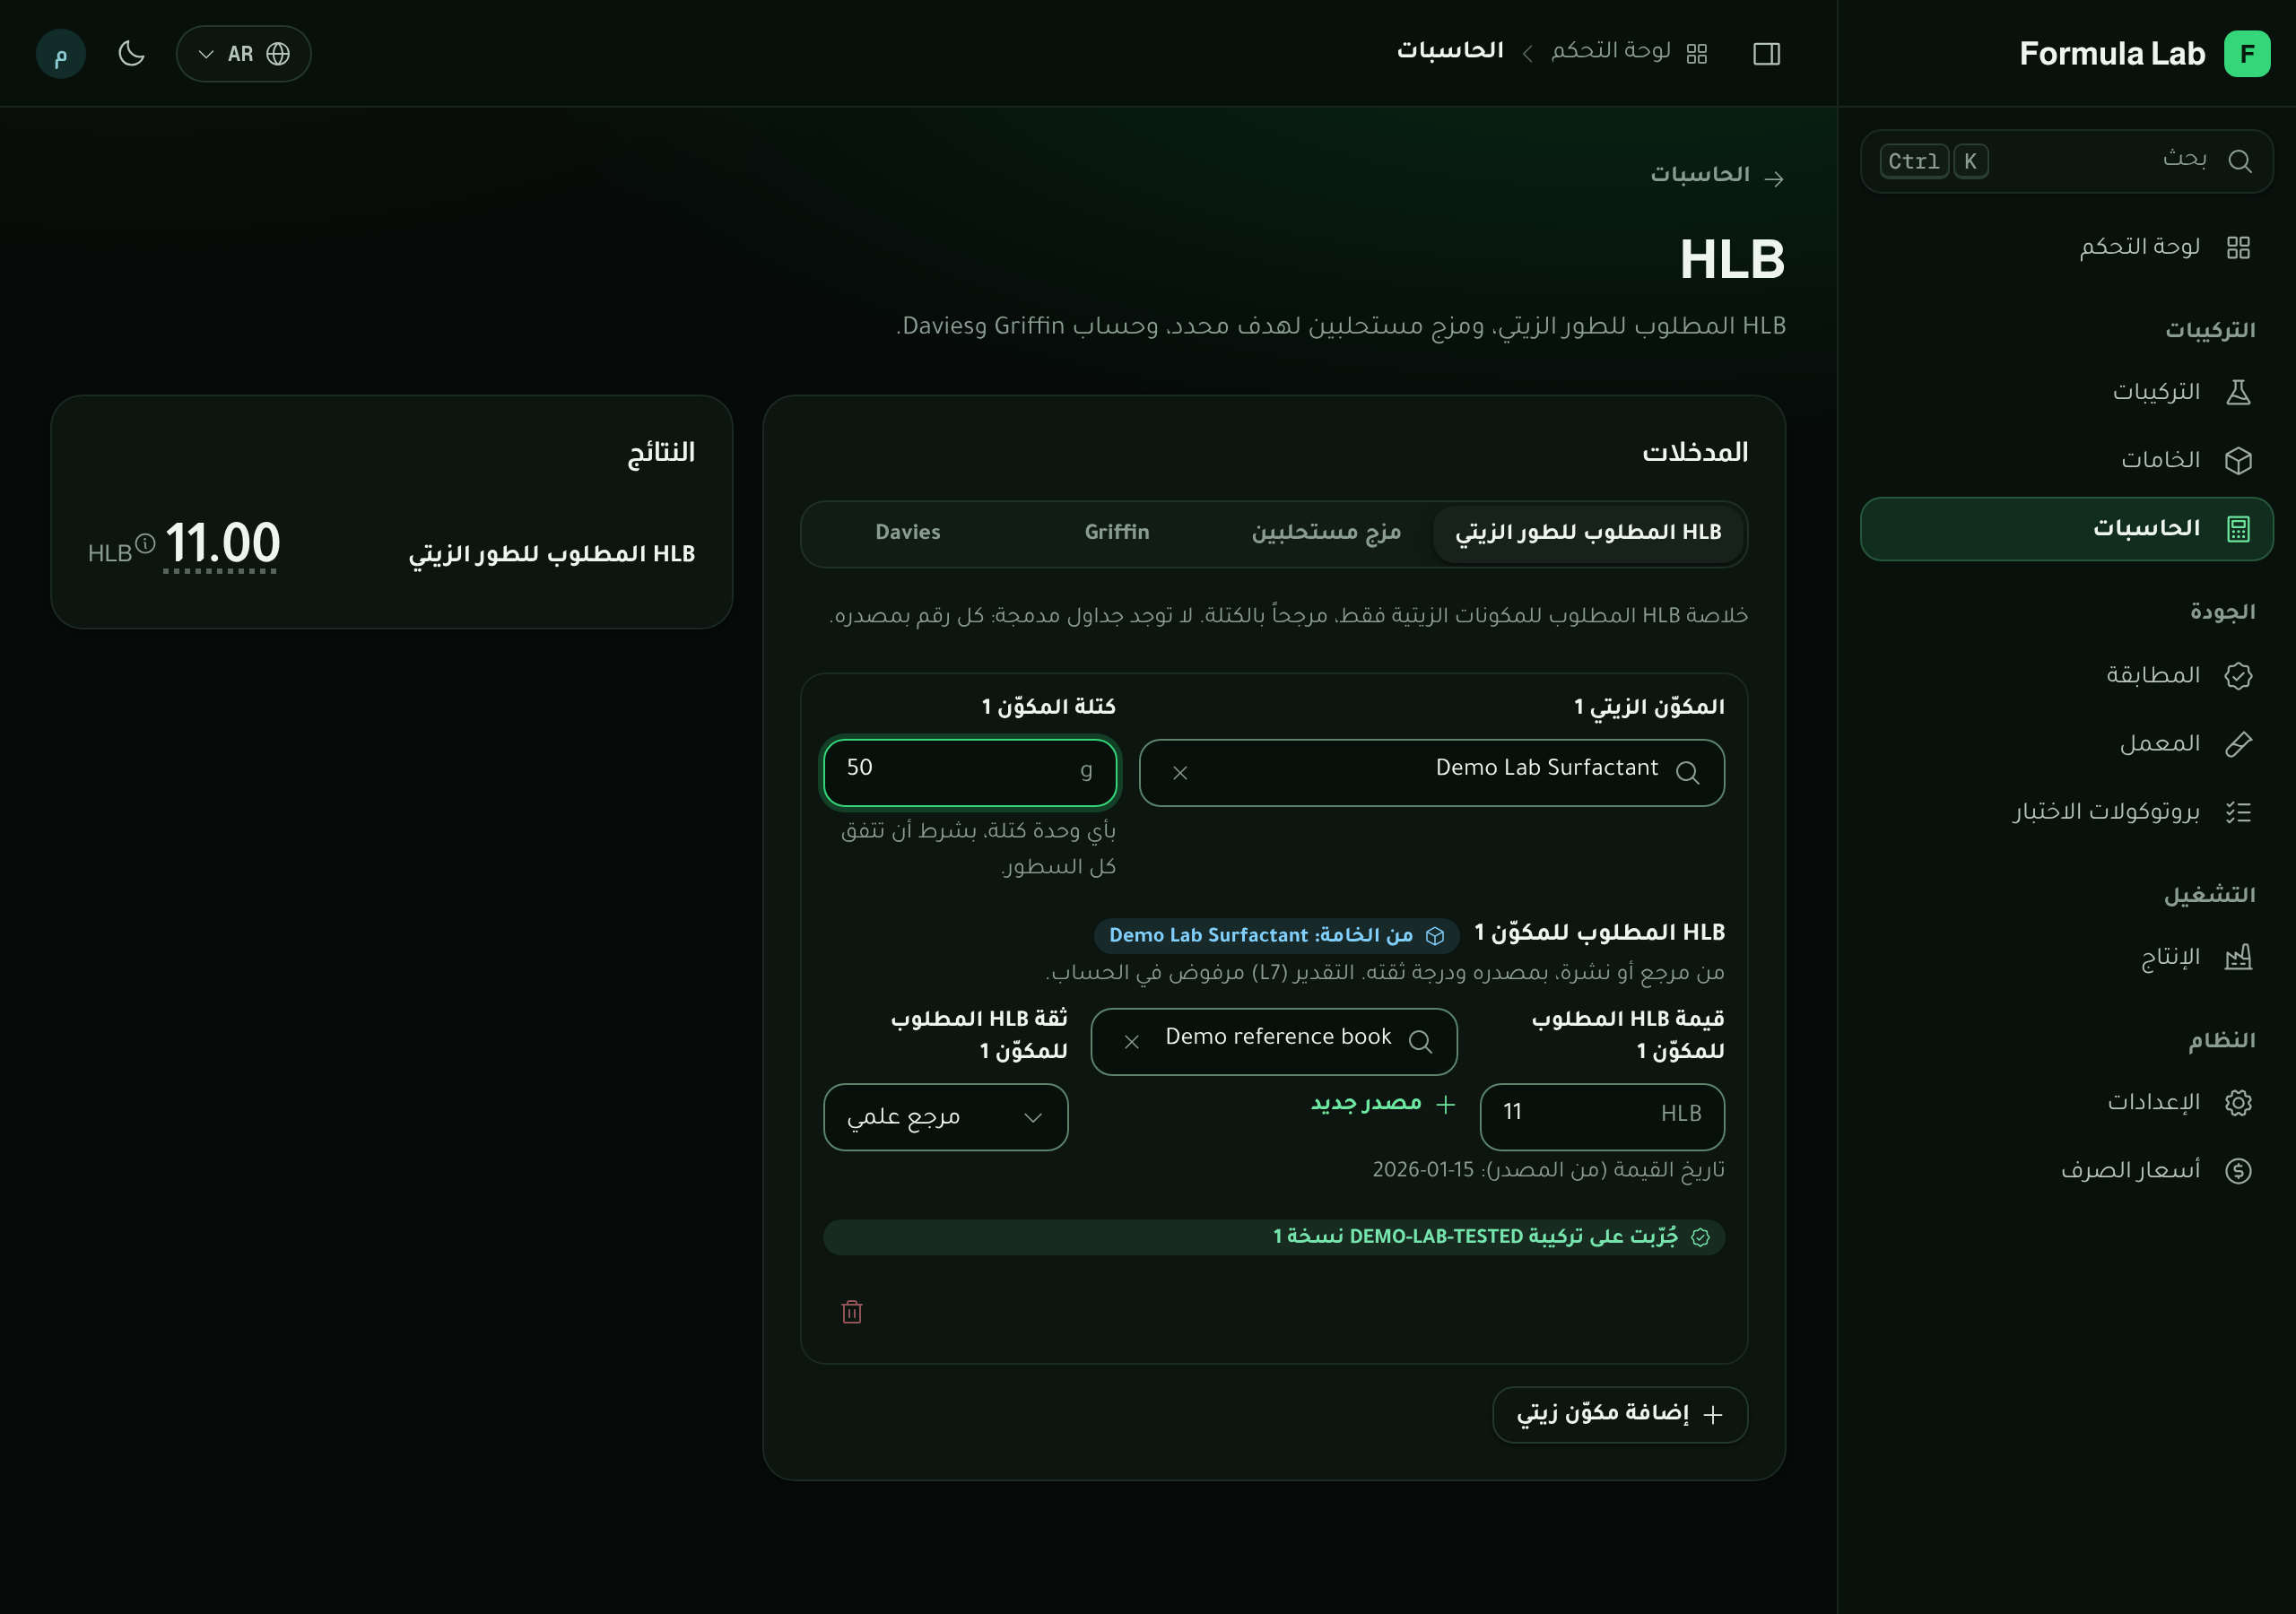 Formula Lab
F
بحث
Ctrl K
لوحة التحكم
التركيبات
التركيبات
الخامات
الحاسبات
الجودة
المطابقة
المعمل
بروتوكولات الاختبار
التشغيل
الإنتاج
النظام
الإعدادات
أسعار الصرف
لوحة التحكم
الحاسبات
AR
م
الحاسبات
HLB
HLB المطلوب للطور الزيتي، ومزج مستحلبين لهدف محدد، وحساب Griffin وDavies.
المدخلات
HLB المطلوب للطور الزيتي
مزج مستحلبين
Griffin
Davies
خلاصة HLB المطلوب للمكونات الزيتية فقط، مرجحاً بالكتلة. لا توجد جداول مدمجة: كل رقم بمصدره.
المكوّن الزيتي 1
Demo Lab Surfactant
كتلة المكوّن 1
50 g
بأي وحدة كتلة، بشرط أن تتفق
كل السطور.
HLB المطلوب للمكوّن 1
من الخامة: Demo Lab Surfactant
من مرجع أو نشرة، بمصدره ودرجة ثقته. التقدير (L7) مرفوض في الحساب.
قيمة HLB المطلوب
للمكوّن 1
11 HLB
Demo reference book
مصدر جديد
ثقة HLB المطلوب
للمكوّن 1
مرجع علمي
تاريخ القيمة (من المصدر): 2026-01-15
جُرّبت على تركيبة DEMO-LAB-TESTED نسخة 1
إضافة مكوّن زيتي
النتائج
HLB المطلوب للطور الزيتي
11.00 HLB